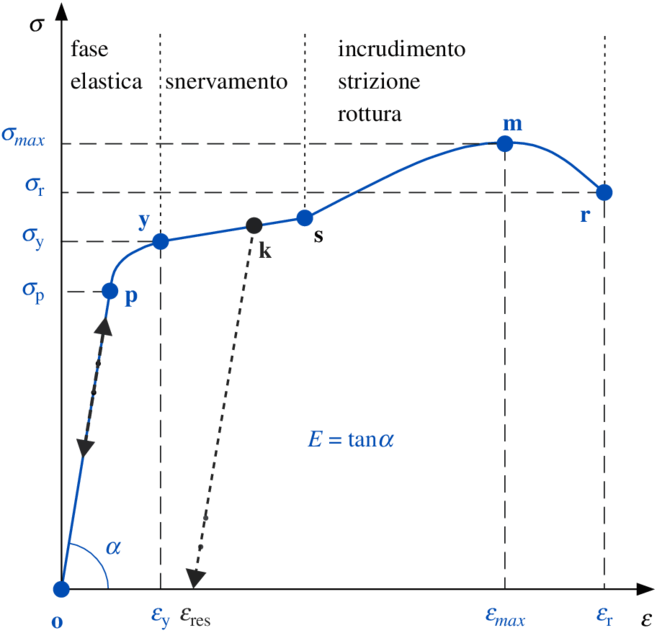 σ
fase
elastica
snervamento
incrudimento
strizione
rottura
σmax
m
σr
r
y
σy
k
s
σp
p
E = tanα
α
o
εy
εres
εmax
εr
ε